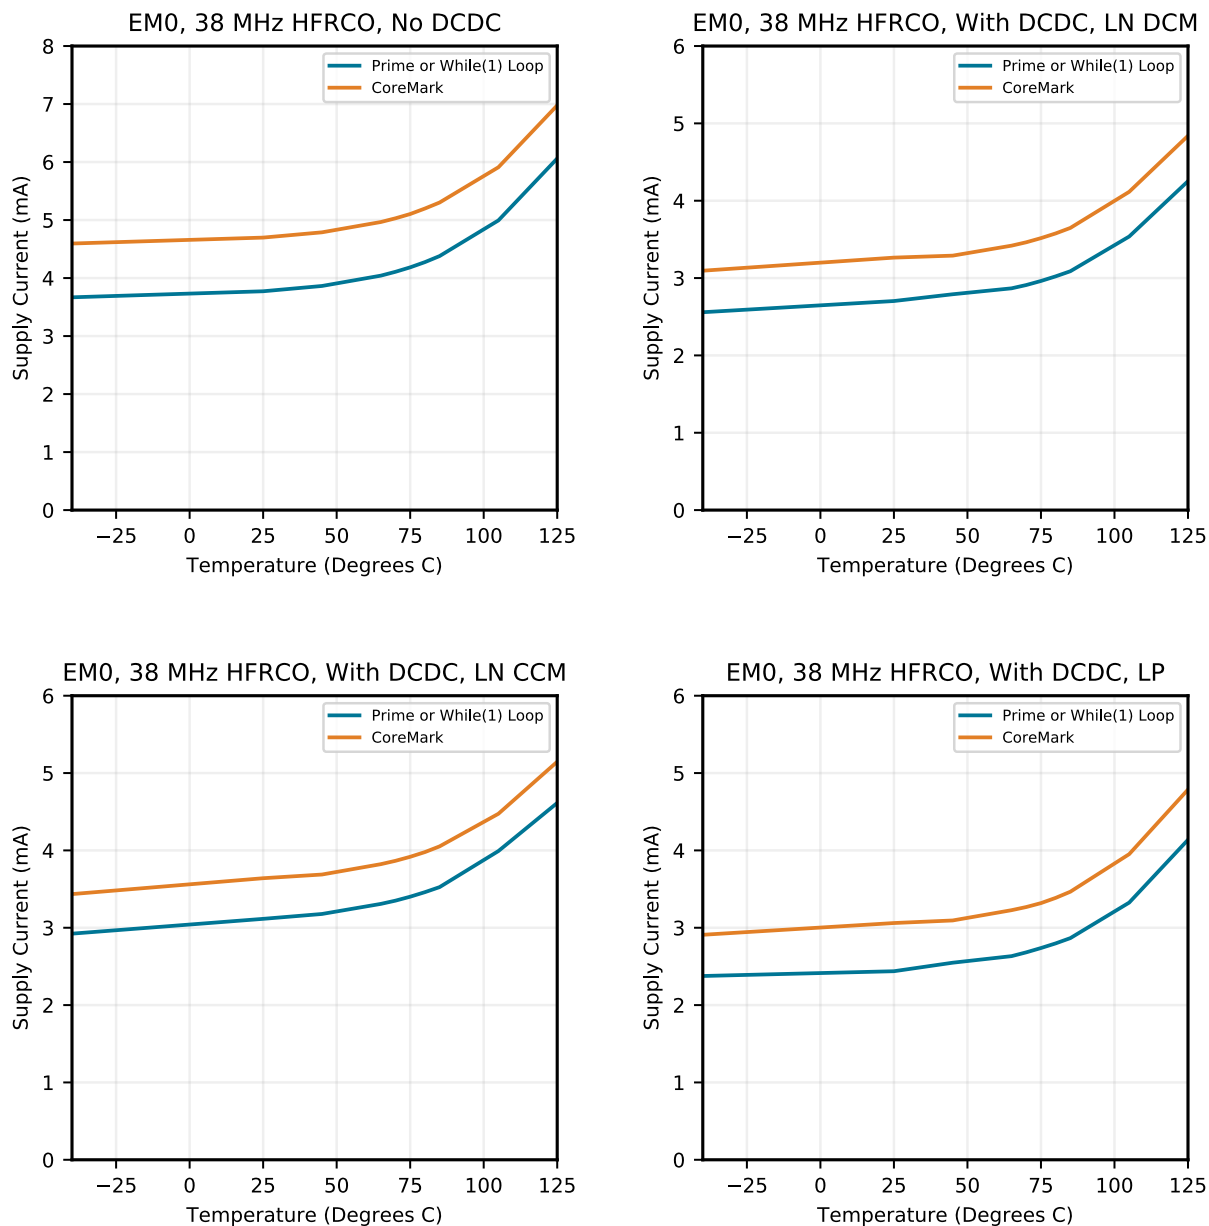 EM0, 38 MHz HFRCO, No DCDC
8
7
6
5
4
3
2
1
0
Supply Current (mA)
Prime or While(1) Loop
CoreMark
−25 0 25 50 75 100 125
Temperature (Degrees C)
EM0, 38 MHz HFRCO, With DCDC, LN DCM
6
5
4
3
2
1
0
Supply Current (mA)
Prime or While(1) Loop
CoreMark
−25 0 25 50 75 100 125
Temperature (Degrees C)
EM0, 38 MHz HFRCO, With DCDC, LN CCM
6
5
4
3
2
1
0
Supply Current (mA)
Prime or While(1) Loop
CoreMark
−25 0 25 50 75 100 125
Temperature (Degrees C)
EM0, 38 MHz HFRCO, With DCDC, LP
6
5
4
3
2
1
0
Supply Current (mA)
Prime or While(1) Loop
CoreMark
−25 0 25 50 75 100 125
Temperature (Degrees C)